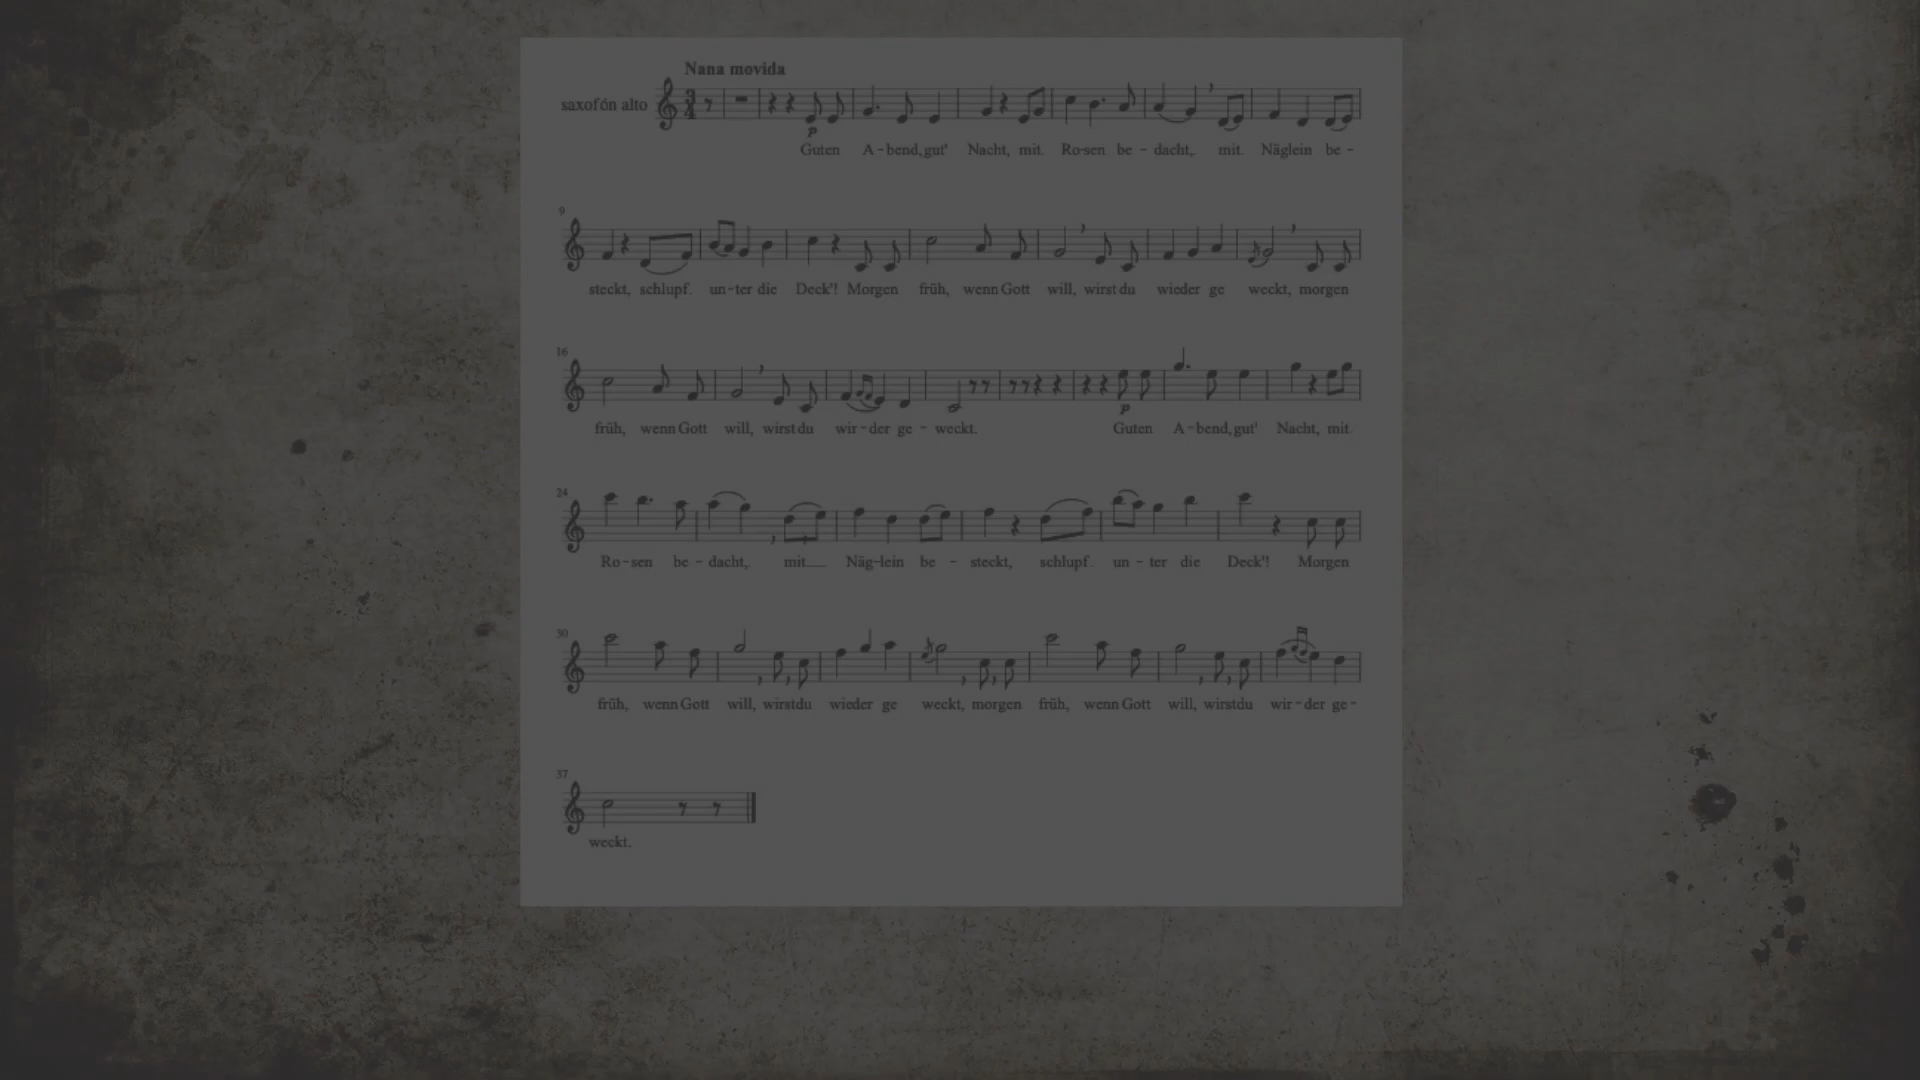 Nana movida
saxofón alto
p
Guten A-bend, gut' Nacht, mit. Ro-sen be-dacht, mit. Näglein be-
9
steckt, schlupf. un-ter die Deck'! Morgen früh, wenn Gott will, wirst du wieder ge weckt, morgen
16
p
früh, wenn Gott will, wirst du wir-der ge-weckt. Guten A-bend, gut' Nacht, mit.
24
Ro-sen be-dacht, mit__ Näg-lein be-steckt, schlupf. un-ter die Deck'! Morgen
30
früh, wenn Gott will, wirst du wieder ge weckt, morgen früh, wenn Gott will, wirst du wir-der ge-
37
weckt.